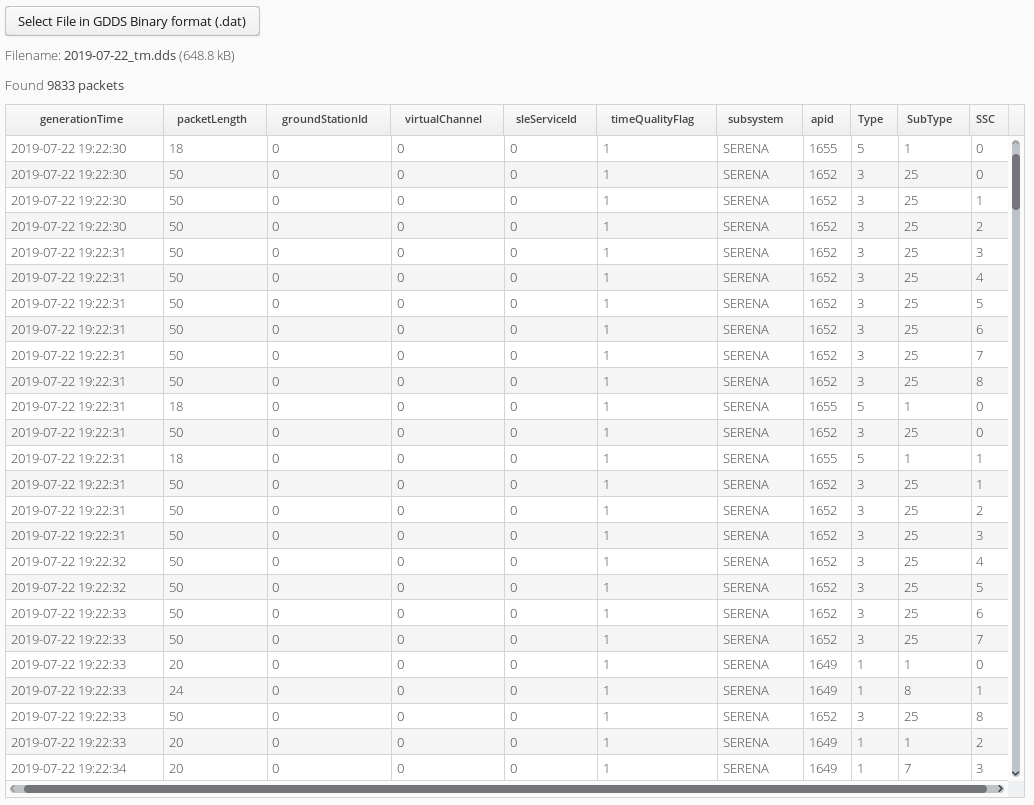 Select File in GDDS Binary format (.dat)
Filename: 2019-07-22_tm.dds (648.8 kB)
Found 9833 packets
generationTime packetLength groundStationId virtualChannel sleServiceId timeQualityFlag subsystem apid Type SubType SSC
2019-07-22 19:22:30 18 0 0 0 1 SERENA 1655 5 1 0
2019-07-22 19:22:30 50 0 0 0 1 SERENA 1652 3 25 0
2019-07-22 19:22:30 50 0 0 0 1 SERENA 1652 3 25 1
2019-07-22 19:22:30 50 0 0 0 1 SERENA 1652 3 25 2
2019-07-22 19:22:31 50 0 0 0 1 SERENA 1652 3 25 3
2019-07-22 19:22:31 50 0 0 0 1 SERENA 1652 3 25 4
2019-07-22 19:22:31 50 0 0 0 1 SERENA 1652 3 25 5
2019-07-22 19:22:31 50 0 0 0 1 SERENA 1652 3 25 6
2019-07-22 19:22:31 50 0 0 0 1 SERENA 1652 3 25 7
2019-07-22 19:22:31 50 0 0 0 1 SERENA 1652 3 25 8
2019-07-22 19:22:31 18 0 0 0 1 SERENA 1655 5 1 0
2019-07-22 19:22:31 50 0 0 0 1 SERENA 1652 3 25 0
2019-07-22 19:22:31 18 0 0 0 1 SERENA 1655 5 1 1
2019-07-22 19:22:31 50 0 0 0 1 SERENA 1652 3 25 1
2019-07-22 19:22:31 50 0 0 0 1 SERENA 1652 3 25 2
2019-07-22 19:22:31 50 0 0 0 1 SERENA 1652 3 25 3
2019-07-22 19:22:32 50 0 0 0 1 SERENA 1652 3 25 4
2019-07-22 19:22:32 50 0 0 0 1 SERENA 1652 3 25 5
2019-07-22 19:22:33 50 0 0 0 1 SERENA 1652 3 25 6
2019-07-22 19:22:33 50 0 0 0 1 SERENA 1652 3 25 7
2019-07-22 19:22:33 20 0 0 0 1 SERENA 1649 1 1 0
2019-07-22 19:22:33 24 0 0 0 1 SERENA 1649 1 8 1
2019-07-22 19:22:33 50 0 0 0 1 SERENA 1652 3 25 8
2019-07-22 19:22:33 20 0 0 0 1 SERENA 1649 1 1 2
2019-07-22 19:22:34 20 0 0 0 1 SERENA 1649 1 7 3